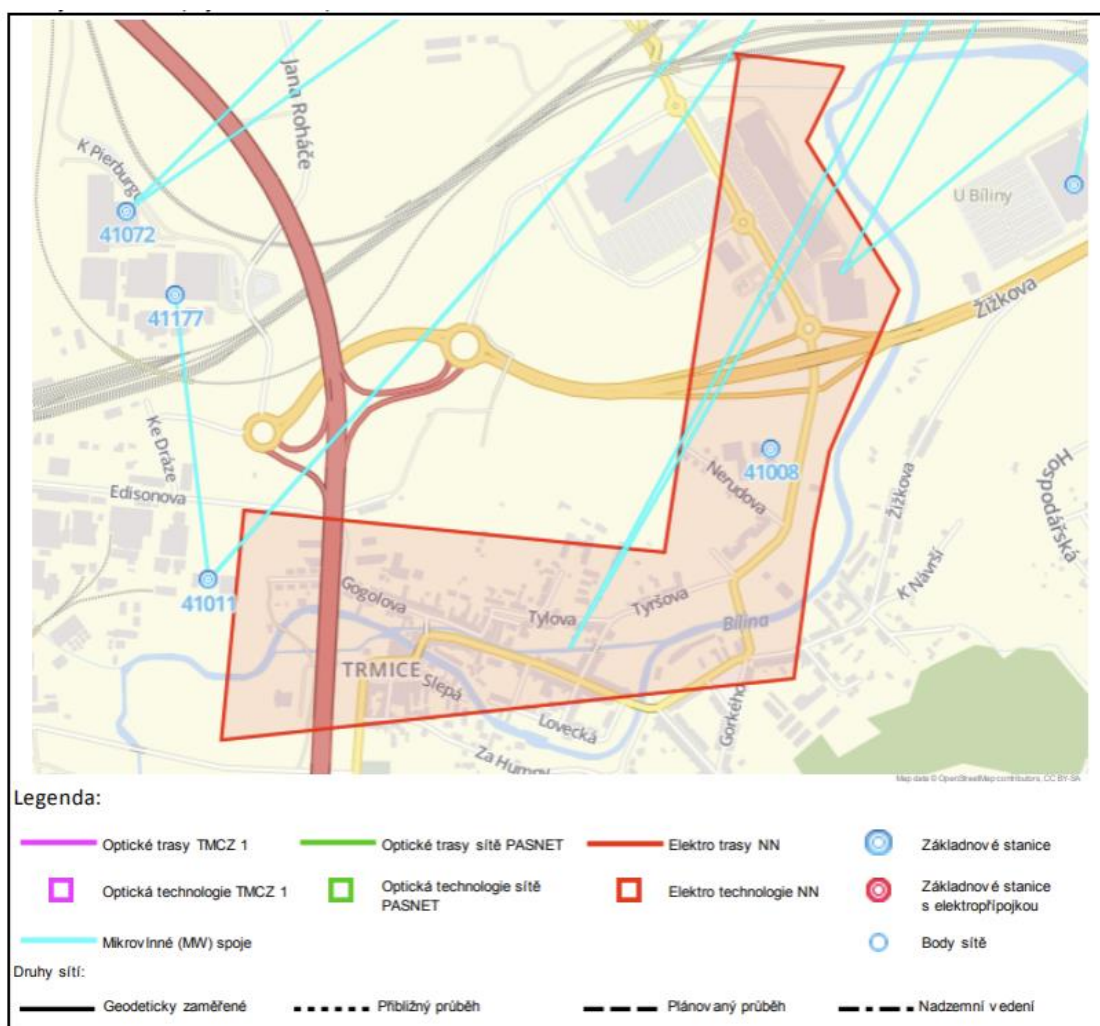 Jana Roháče
K Pierburgu
41072
U Bíliny
41177
Žižkova
Ke Dráze
Edisonova
41008
Nerudova
Žižkova
Hospodářská
41011
Gogolova
Tylova
Tyršova
K Návrší
Bílina
TRMICE
Slepá
Gorkého
Lovecká
Za Humny
Map data © OpenStreetMap contributors, CC BY-SA
Legenda:
Optické trasy TMCZ 1
Optické trasy sítě PASNET
Elektro trasy NN
Základnové stanice
Optická technologie TMCZ 1
Optická technologie sítě
PASNET
Elektro technologie NN
Základnové stanice
s elektropřípojkou
Mikrovlnné (MW) spoje
Body sítě
Druhy sítí:
Geodeticky zaměřené
Přibližný průběh
Plánovaný průběh
Nadzemní vedení